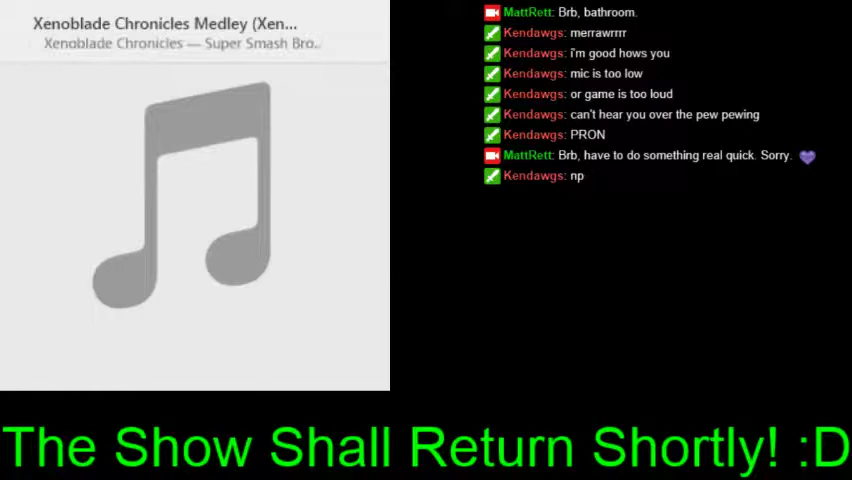 Xenoblade Chronicles Medley (Xen...
Xenoblade Chronicles — Super Smash Bro..
MattRett: Brb, bathroom.
Kendawgs: merrawrrrr
Kendawgs: i'm good hows you
Kendawgs: mic is too low
Kendawgs: or game is too loud
Kendawgs: can't hear you over the pew pewing
Kendawgs: PRON
MattRett: Brb, have to do something real quick. Sorry.
Kendawgs: np
The Show Shall Return Shortly! :D